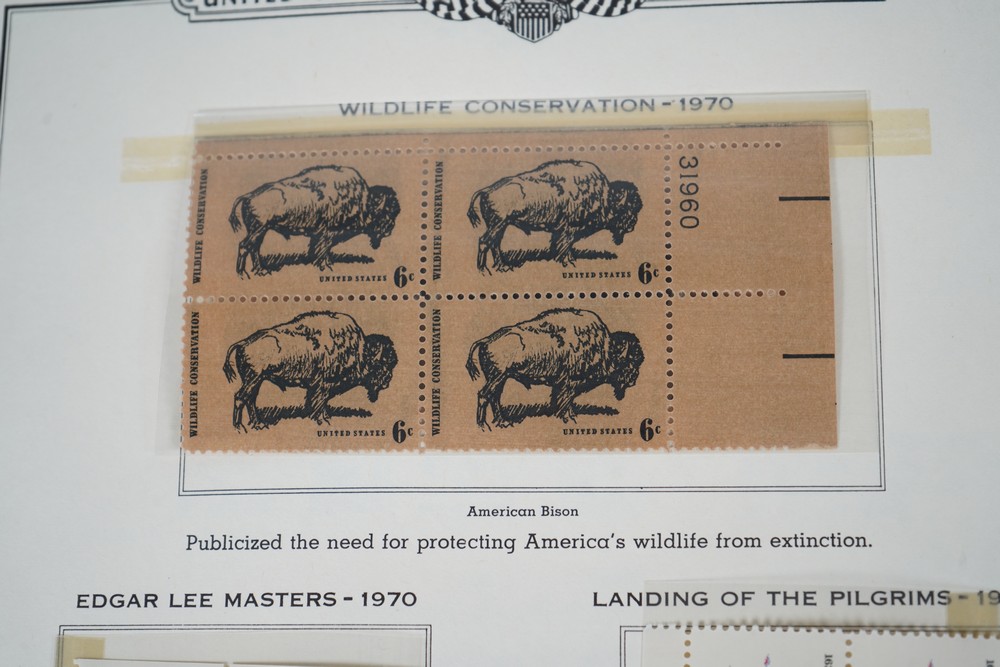 UNITED
WILDLIFE CONSERVATION - 1970
WILDLIFE CONSERVATION
UNITED STATES 6c
WILDLIFE CONSERVATION
UNITED STATES 6c
31960
WILDLIFE CONSERVATION
UNITED STATES 6c
WILDLIFE CONSERVATION
UNITED STATES 6c
American Bison
Publicized the need for protecting America's wildlife from extinction.
EDGAR LEE MASTERS - 1970
LANDING OF THE PILGRIMS - 19